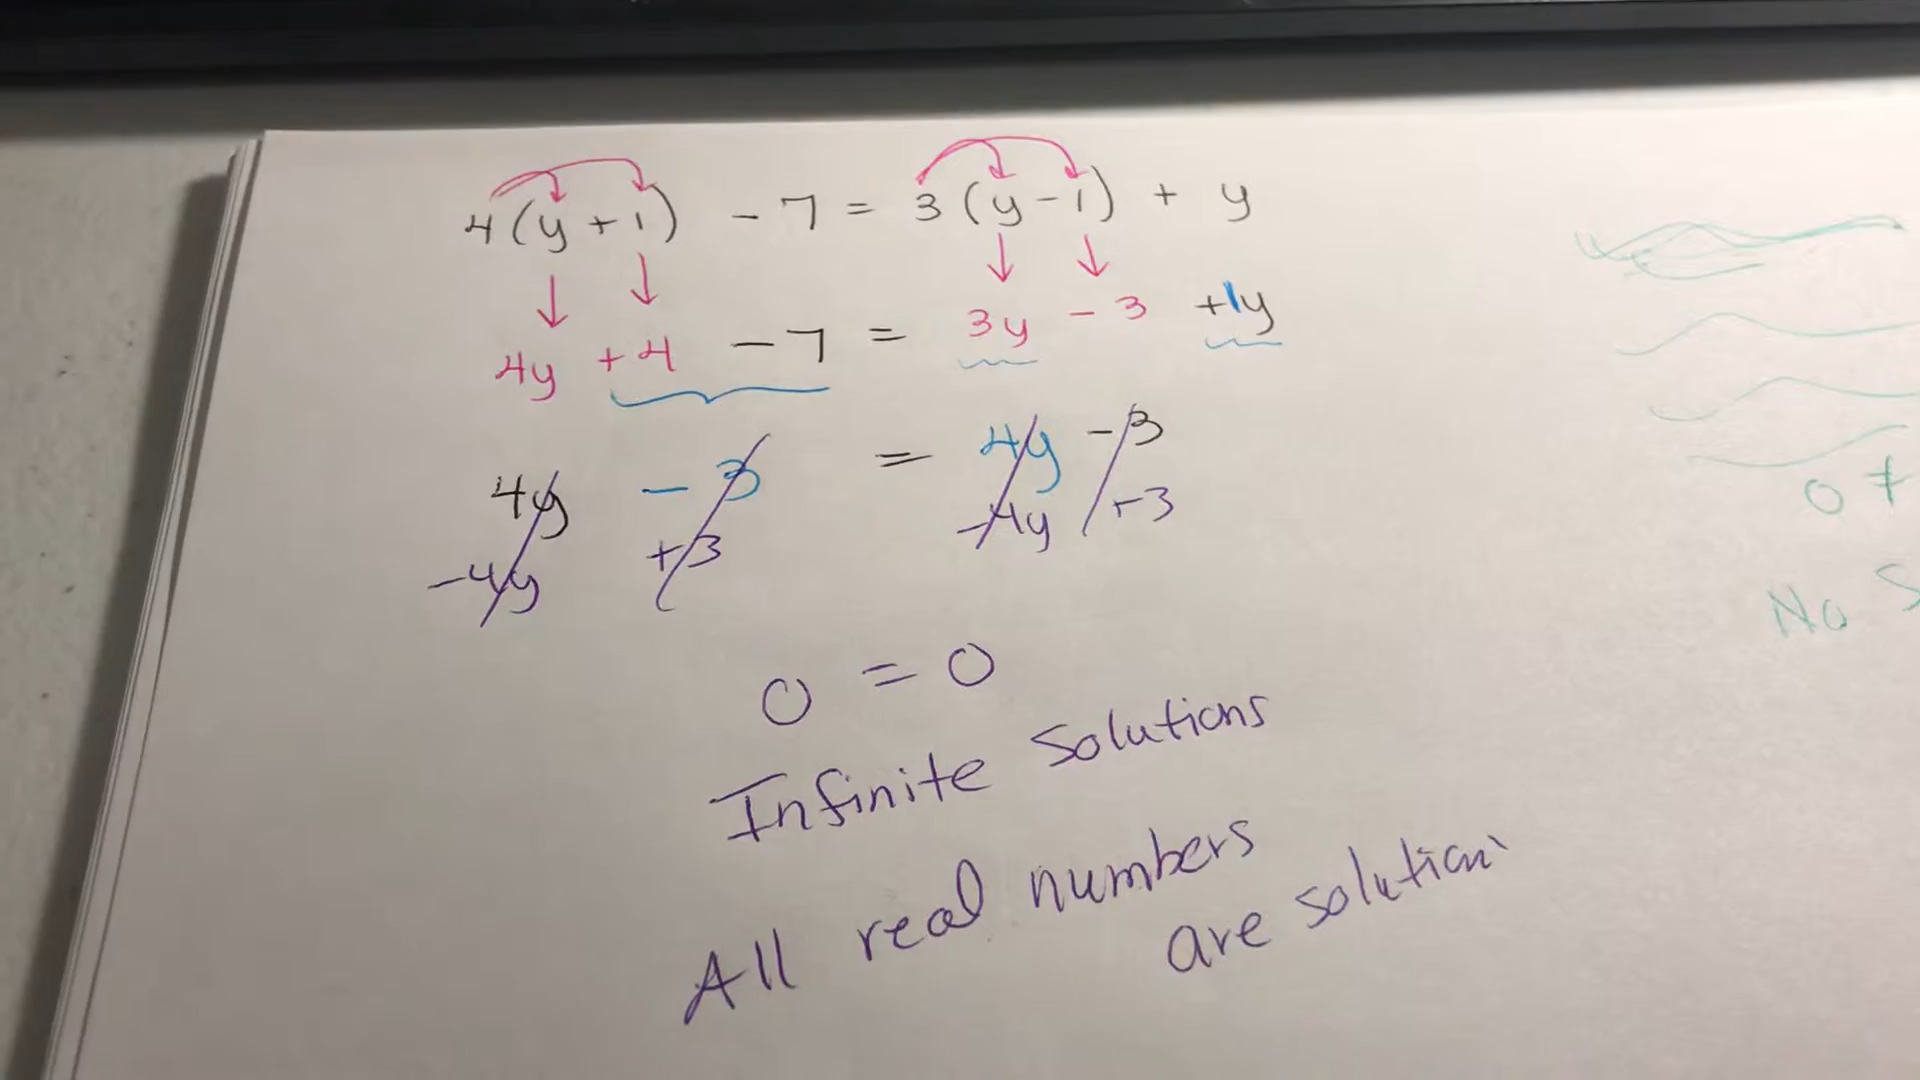 4(y+1) - 7 = 3(y-1) + y
4y + 4 - 7 = 3y - 3 + 1y
4y - 3 = 4y - 3
-4y +3 -4y +3
0 = 0
Infinite Solutions
All real numbers
are solution
0 ≠
No S